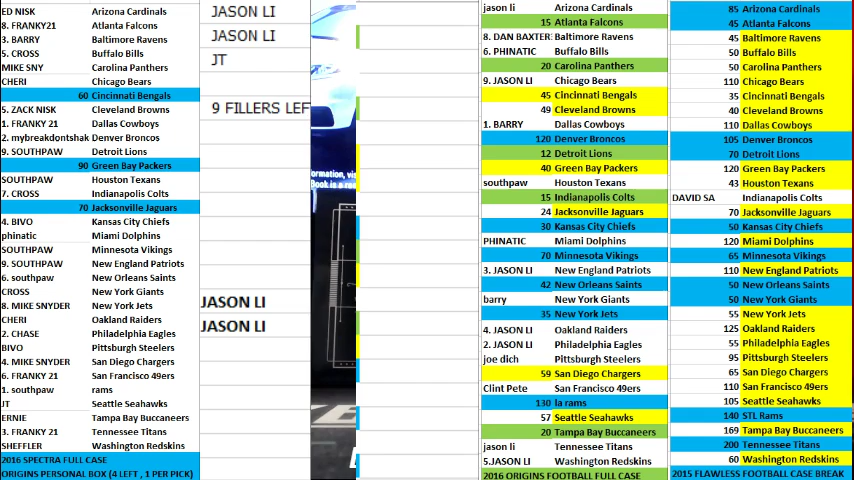 ED NISK Arizona Cardinals
8. FRANKY21 Atlanta Falcons
3. BARRY Baltimore Ravens
5. CROSS Buffalo Bills
MIKE SNY Carolina Panthers
CHERI Chicago Bears
60 Cincinnati Bengals
5. ZACK NISK Cleveland Browns
1. FRANKY 21 Dallas Cowboys
2. mybreakdontshak Denver Broncos
9. SOUTHPAW Detroit Lions
90 Green Bay Packers
SOUTHPAW Houston Texans
7. CROSS Indianapolis Colts
70 Jacksonville Jaguars
4. BIVO Kansas City Chiefs
phinatic Miami Dolphins
SOUTHPAW Minnesota Vikings
9. SOUTHPAW New England Patriots
6. southpaw New Orleans Saints
CROSS New York Giants
8. MIKE SNYDER New York Jets
CHERI Oakland Raiders
2. CHASE Philadelphia Eagles
BIVO Pittsburgh Steelers
4. MIKE SNYDER San Diego Chargers
6. FRANKY 21 San Francisco 49ers
1. southpaw rams
JT Seattle Seahawks
ERNIE Tampa Bay Buccaneers
3. FRANKY 21 Tennessee Titans
SHEFFLER Washington Redskins
2016 SPECTRA FULL CASE
ORIGINS PERSONAL BOX (4 LEFT , 1 PER PICK)
JASON LI
JASON LI
JT
9 FILLERS LEF
JASON LI
JASON LI
jason li Arizona Cardinals
15 Atlanta Falcons
8. DAN BAXTER Baltimore Ravens
6. PHINATIC Buffalo Bills
20 Carolina Panthers
9. JASON LI Chicago Bears
45 Cincinnati Bengals
49 Cleveland Browns
1. BARRY Dallas Cowboys
120 Denver Broncos
12 Detroit Lions
40 Green Bay Packers
southpaw Houston Texans
15 Indianapolis Colts
24 Jacksonville Jaguars
30 Kansas City Chiefs
PHINATIC Miami Dolphins
70 Minnesota Vikings
3. JASON LI New England Patriots
42 New Orleans Saints
barry New York Giants
35 New York Jets
4. JASON LI Oakland Raiders
2. JASON LI Philadelphia Eagles
joe dich Pittsburgh Steelers
59 San Diego Chargers
Clint Pete San Francisco 49ers
130 la rams
57 Seattle Seahawks
20 Tampa Bay Buccaneers
jason li Tennessee Titans
5.JASON LI Washington Redskins
2016 ORIGINS FOOTBALL FULL CASE
85 Arizona Cardinals
45 Atlanta Falcons
45 Baltimore Ravens
50 Buffalo Bills
50 Carolina Panthers
110 Chicago Bears
35 Cincinnati Bengals
40 Cleveland Browns
110 Dallas Cowboys
105 Denver Broncos
70 Detroit Lions
120 Green Bay Packers
43 Houston Texans
DAVID SA Indianapolis Colts
70 Jacksonville Jaguars
50 Kansas City Chiefs
120 Miami Dolphins
65 Minnesota Vikings
110 New England Patriots
50 New Orleans Saints
50 New York Giants
55 New York Jets
125 Oakland Raiders
55 Philadelphia Eagles
95 Pittsburgh Steelers
65 San Diego Chargers
110 San Francisco 49ers
105 Seattle Seahawks
140 STL Rams
169 Tampa Bay Buccaneers
200 Tennessee Titans
60 Washington Redskins
2015 FLAWLESS FOOTBALL CASE BREAK